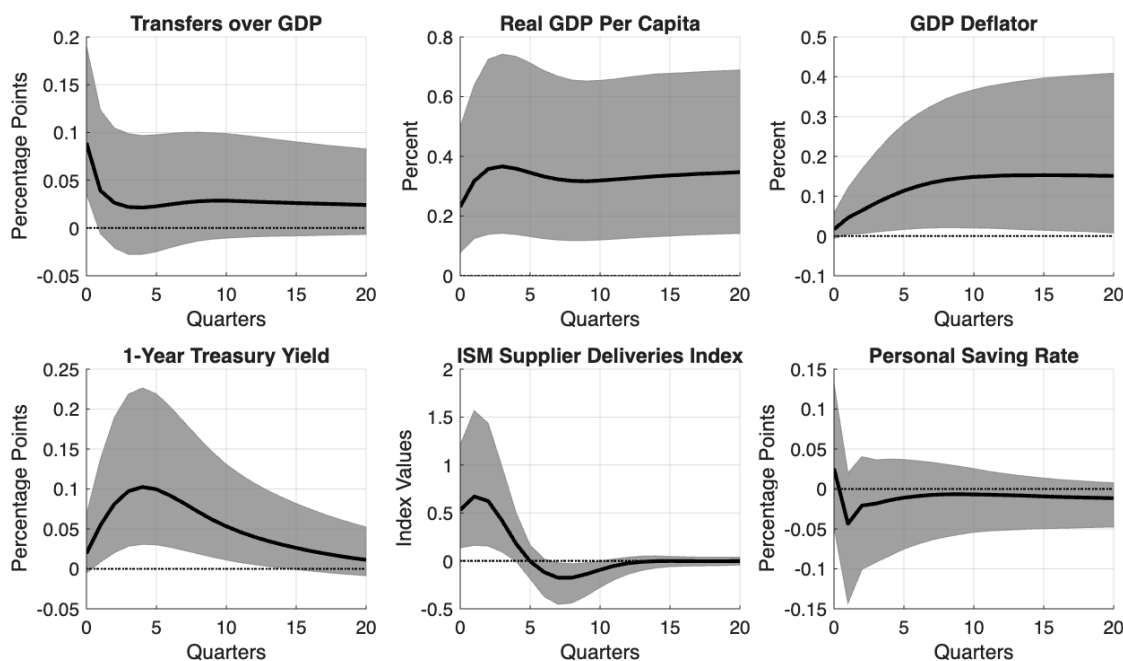 Transfers over GDP
Percentage Points
0.2
0.15
0.1
0.05
0
-0.05
0 5 10 15 20
Quarters
Real GDP Per Capita
Percent
0.8
0.6
0.4
0.2
0
0 5 10 15 20
Quarters
GDP Deflator
Percent
0.5
0.4
0.3
0.2
0.1
0
-0.1
0 5 10 15 20
Quarters
1-Year Treasury Yield
Percentage Points
0.25
0.2
0.15
0.1
0.05
0
-0.05
0 5 10 15 20
Quarters
ISM Supplier Deliveries Index
Index Values
2
1.5
1
0.5
0
-0.5
0 5 10 15 20
Quarters
Personal Saving Rate
Percentage Points
0.15
0.1
0.05
0
-0.05
-0.1
-0.15
0 5 10 15 20
Quarters